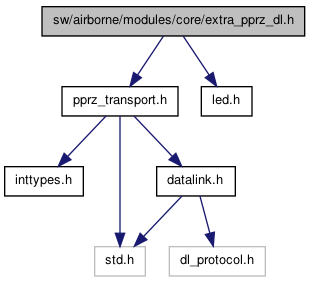 sw/airborne/modules/core/extra_pprz_dl.h
pprz_transport.h
led.h
inttypes.h
datalink.h
std.h
dl_protocol.h